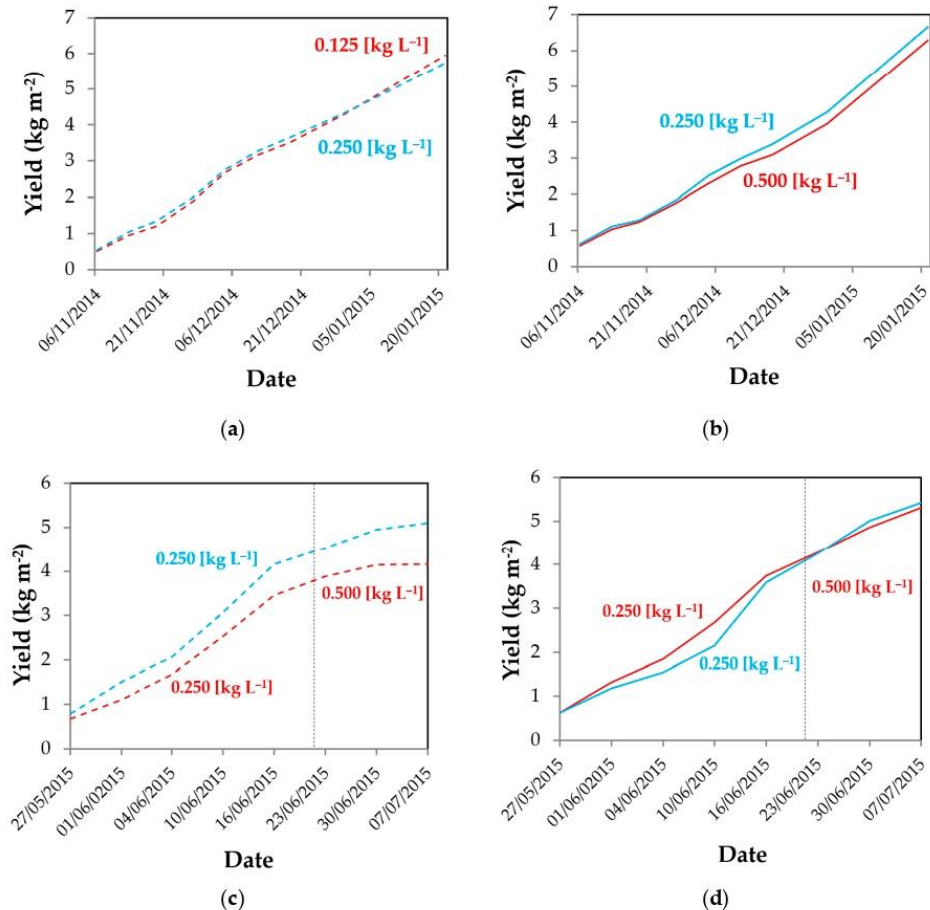 7
6
5
4
3
2
1
0
Yield (kg m⁻²)
0.125 [kg L⁻¹]
0.250 [kg L⁻¹]
06/11/2014
21/11/2014
06/12/2014
21/12/2014
05/01/2015
20/01/2015
Date
(a)
7
6
5
4
3
2
1
0
Yield (kg m⁻²)
0.250 [kg L⁻¹]
0.500 [kg L⁻¹]
06/11/2014
21/11/2014
06/12/2014
21/12/2014
05/01/2015
20/01/2015
Date
(b)
6
5
4
3
2
1
0
Yield (kg m⁻²)
0.250 [kg L⁻¹]
0.500 [kg L⁻¹]
0.250 [kg L⁻¹]
27/05/2015
01/06/02015
04/06/2015
10/06/2015
16/06/2015
23/06/2015
30/06/2015
07/07/2015
Date
(c)
6
5
4
3
2
1
0
Yield (kg m⁻²)
0.250 [kg L⁻¹]
0.500 [kg L⁻¹]
0.250 [kg L⁻¹]
27/05/2015
01/06/2015
04/06/2015
10/06/2015
16/06/2015
23/06/2015
30/06/2015
07/07/2015
Date
(d)